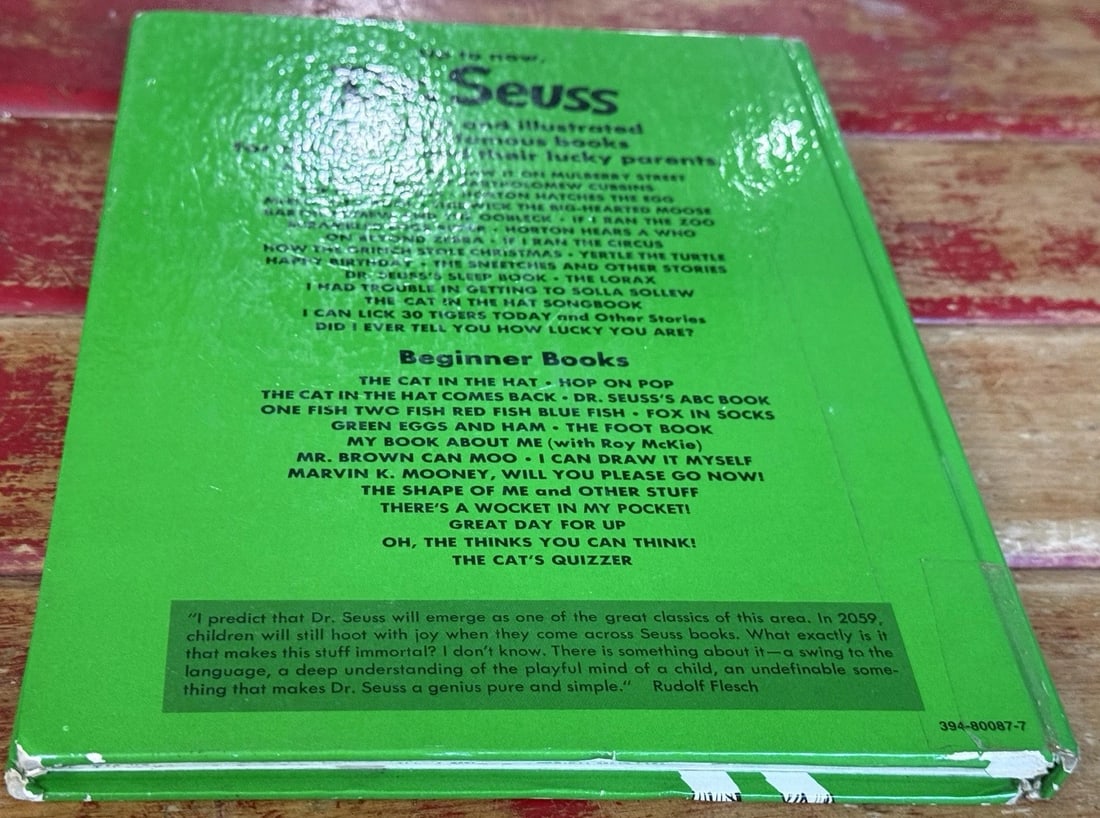 to now,
Seuss
and illustrated
famous books
their lucky parents
IT ON MULBERRY STREET
BARTHOLOMEW CUBBINS
HORTON HATCHES THE EGG
THE BIG-HEARTED MOOSE
OOBLECK • IF I RAN THE ZOO
HORTON HEARS A WHO
ON BEYOND ZEBRA • IF I RAN THE CIRCUS
HOW THE GRINCH STOLE CHRISTMAS • YERTLE THE TURTLE
HAPPY BIRTHDAY • THE SNEETCHES AND OTHER STORIES
DR. SEUSS'S SLEEP BOOK • THE LORAX
I HAD TROUBLE IN GETTING TO SOLLA SOLLEW
THE CAT IN THE HAT SONGBOOK
I CAN LICK 30 TIGERS TODAY and Other Stories
DID I EVER TELL YOU HOW LUCKY YOU ARE?
Beginner Books
THE CAT IN THE HAT • HOP ON POP
THE CAT IN THE HAT COMES BACK • DR. SEUSS'S ABC BOOK
ONE FISH TWO FISH RED FISH BLUE FISH • FOX IN SOCKS
GREEN EGGS AND HAM • THE FOOT BOOK
MY BOOK ABOUT ME (with Roy McKie)
MR. BROWN CAN MOO • I CAN DRAW IT MYSELF
MARVIN K. MOONEY, WILL YOU PLEASE GO NOW!
THE SHAPE OF ME and OTHER STUFF
THERE'S A WOCKET IN MY POCKET!
GREAT DAY FOR UP
OH, THE THINKS YOU CAN THINK!
THE CAT'S QUIZZER
"I predict that Dr. Seuss will emerge as one of the great classics of this area. In 2059,
children will still hoot with joy when they come across Seuss books. What exactly is it
that makes this stuff immortal? I don't know. There is something about it—a swing to the
language, a deep understanding of the playful mind of a child, an undefinable some-
thing that makes Dr. Seuss a genius pure and simple." Rudolf Flesch
394-80087-7